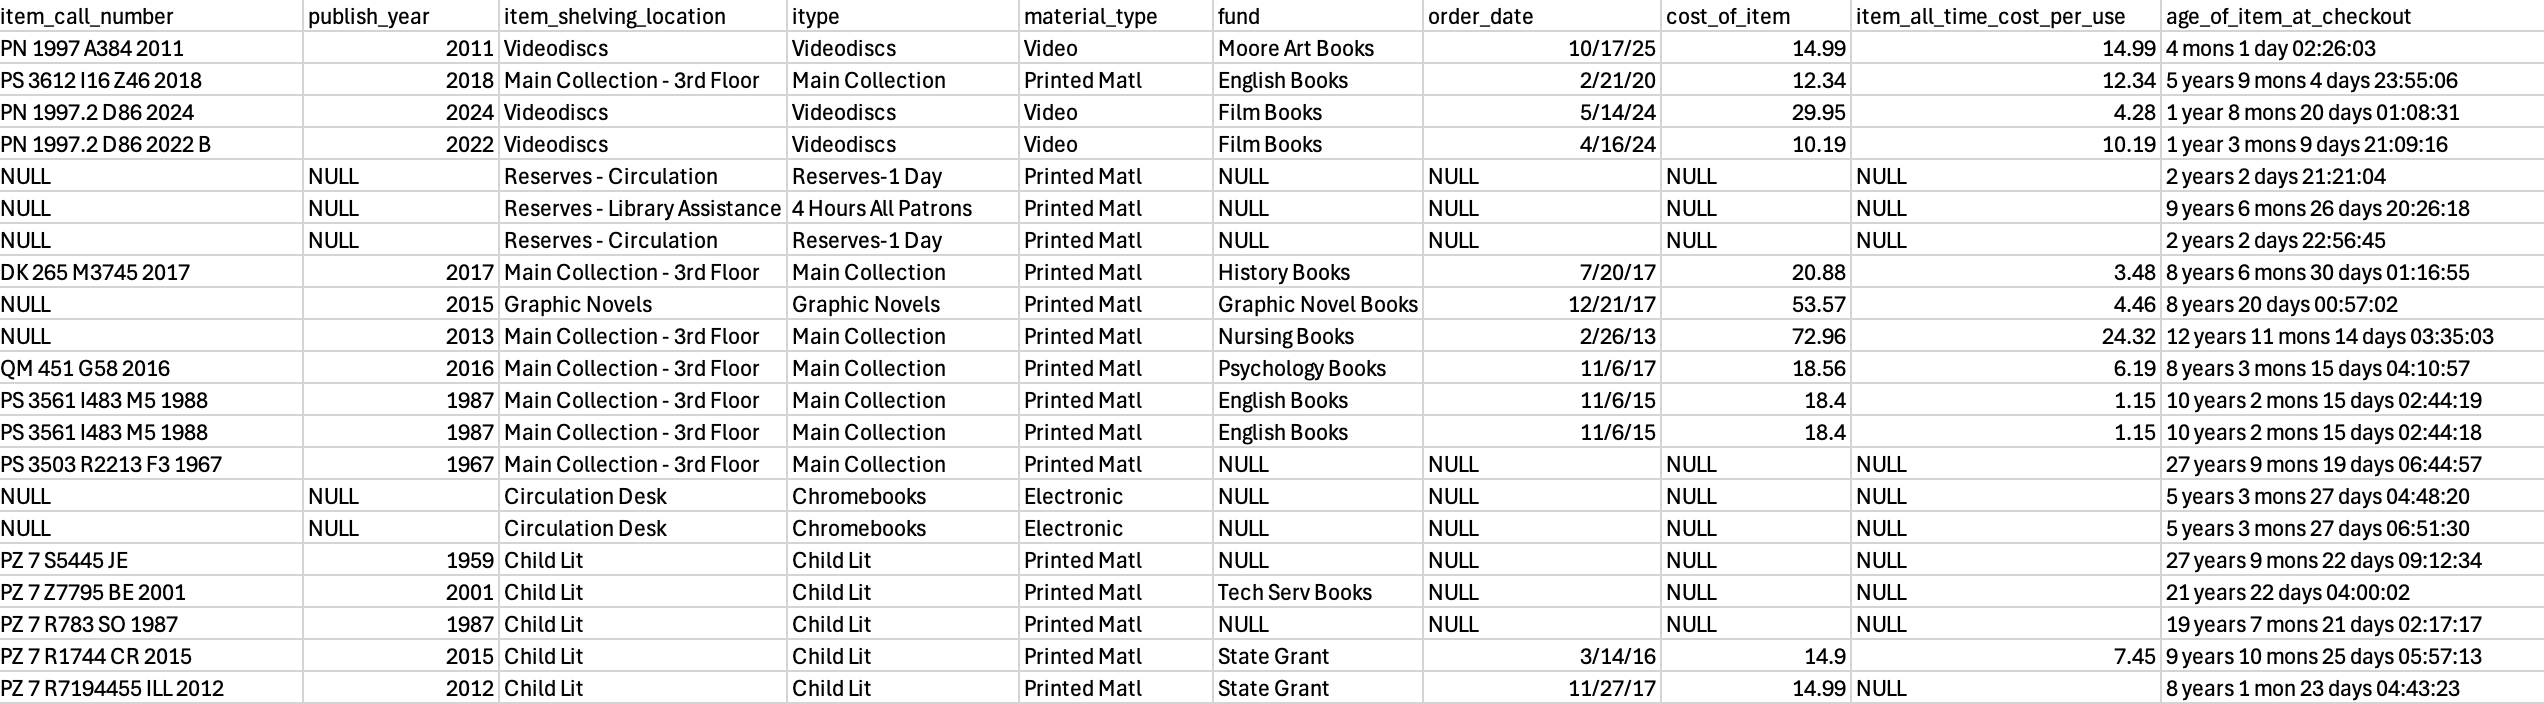 item_call_number publish_year item_shelving_location itype material_type fund order_date cost_of_item item_all_time_cost_per_use age_of_item_at_checkout
PN 1997 A384 2011 2011 Videodiscs Videodiscs Video Moore Art Books 10/17/25 14.99 14.99 4 mons 1 day 02:26:03
PS 3612 I16 Z46 2018 2018 Main Collection - 3rd Floor Main Collection Printed Matl English Books 2/21/20 12.34 12.34 5 years 9 mons 4 days 23:55:06
PN 1997.2 D86 2024 2024 Videodiscs Videodiscs Video Film Books 5/14/24 29.95 4.28 1 year 8 mons 20 days 01:08:31
PN 1997.2 D86 2022 B 2022 Videodiscs Videodiscs Video Film Books 4/16/24 10.19 10.19 1 year 3 mons 9 days 21:09:16
NULL NULL Reserves - Circulation Reserves-1 Day Printed Matl NULL NULL NULL NULL 2 years 2 days 21:21:04
NULL NULL Reserves - Library Assistance 4 Hours All Patrons Printed Matl NULL NULL NULL NULL 9 years 6 mons 26 days 20:26:18
NULL NULL Reserves - Circulation Reserves-1 Day Printed Matl NULL NULL NULL NULL 2 years 2 days 22:56:45
DK 265 M3745 2017 2017 Main Collection - 3rd Floor Main Collection Printed Matl History Books 7/20/17 20.88 3.48 8 years 6 mons 30 days 01:16:55
NULL 2015 Graphic Novels Graphic Novels Printed Matl Graphic Novel Books 12/21/17 53.57 4.46 8 years 20 days 00:57:02
NULL 2013 Main Collection - 3rd Floor Main Collection Printed Matl Nursing Books 2/26/13 72.96 24.32 12 years 11 mons 14 days 03:35:03
QM 451 G58 2016 2016 Main Collection - 3rd Floor Main Collection Printed Matl Psychology Books 11/6/17 18.56 6.19 8 years 3 mons 15 days 04:10:57
PS 3561 I483 M5 1988 1987 Main Collection - 3rd Floor Main Collection Printed Matl English Books 11/6/15 18.4 1.15 10 years 2 mons 15 days 02:44:19
PS 3561 I483 M5 1988 1987 Main Collection - 3rd Floor Main Collection Printed Matl English Books 11/6/15 18.4 1.15 10 years 2 mons 15 days 02:44:18
PS 3503 R2213 F3 1967 1967 Main Collection - 3rd Floor Main Collection Printed Matl NULL NULL NULL NULL 27 years 9 mons 19 days 06:44:57
NULL NULL Circulation Desk Chromebooks Electronic NULL NULL NULL NULL 5 years 3 mons 27 days 04:48:20
NULL NULL Circulation Desk Chromebooks Electronic NULL NULL NULL NULL 5 years 3 mons 27 days 06:51:30
PZ 7 S5445 JE 1959 Child Lit Child Lit Printed Matl NULL NULL NULL NULL 27 years 9 mons 22 days 09:12:34
PZ 7 Z7795 BE 2001 2001 Child Lit Child Lit Printed Matl Tech Serv Books NULL NULL NULL 21 years 22 days 04:00:02
PZ 7 R783 SO 1987 1987 Child Lit Child Lit Printed Matl NULL NULL NULL NULL 19 years 7 mons 21 days 02:17:17
PZ 7 R1744 CR 2015 2015 Child Lit Child Lit Printed Matl State Grant 3/14/16 14.9 7.45 9 years 10 mons 25 days 05:57:13
PZ 7 R7194455 ILL 2012 2012 Child Lit Child Lit Printed Matl State Grant 11/27/17 14.99 NULL 8 years 1 mon 23 days 04:43:23